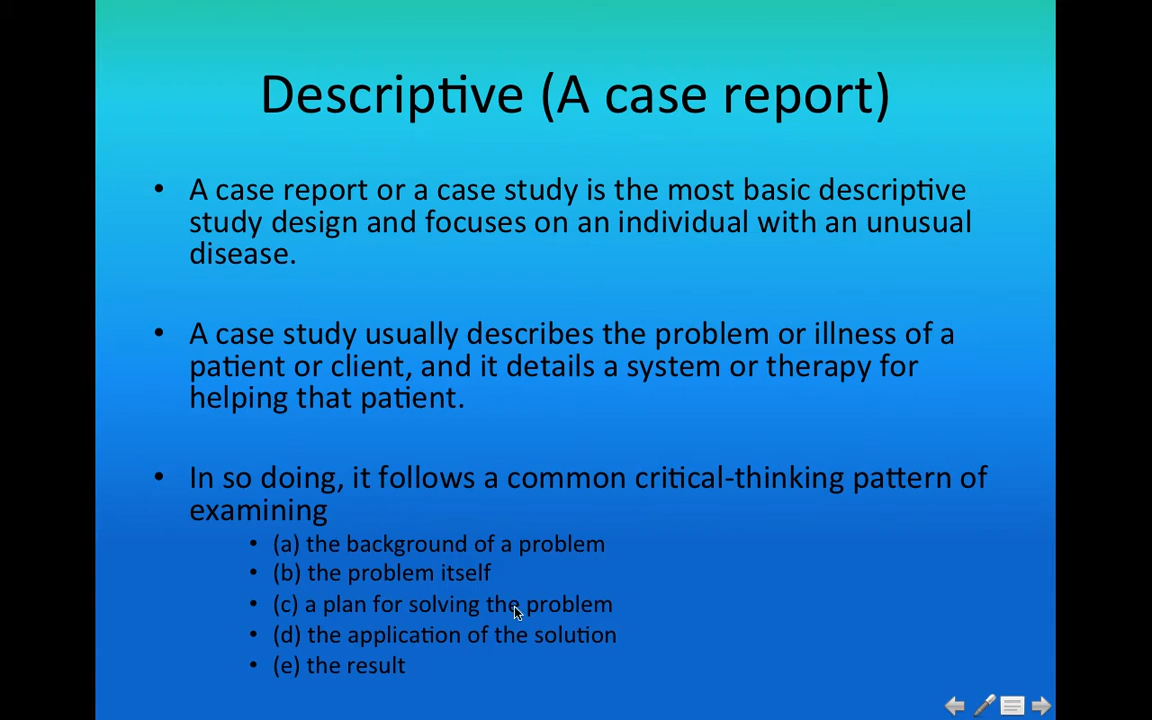 Descriptive (A case report)
• A case report or a case study is the most basic descriptive
study design and focuses on an individual with an unusual
disease.
• A case study usually describes the problem or illness of a
patient or client, and it details a system or therapy for
helping that patient.
• In so doing, it follows a common critical-thinking pattern of
examining
• (a) the background of a problem
• (b) the problem itself
• (c) a plan for solving the problem
• (d) the application of the solution
• (e) the result